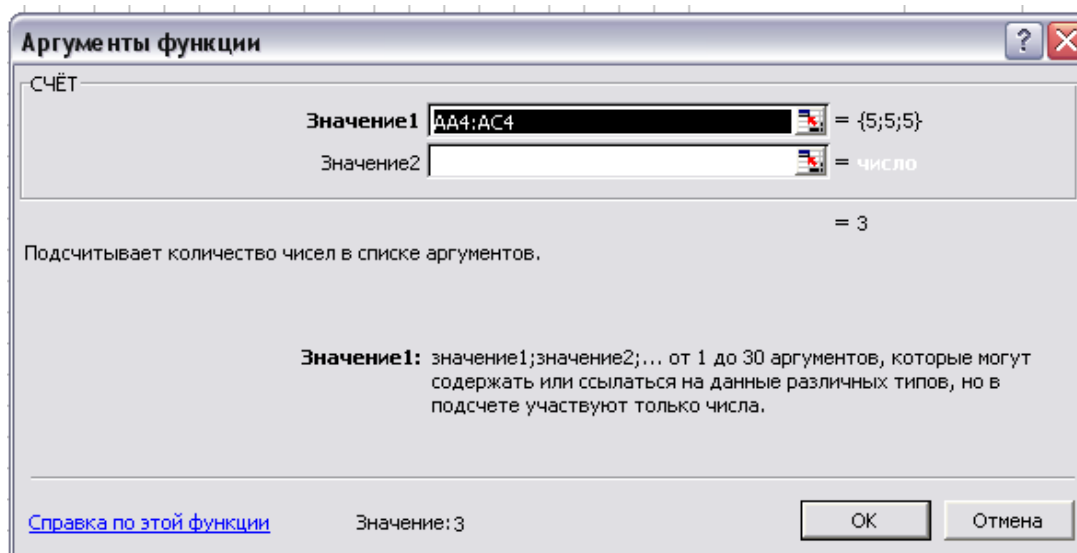 Аргументы функции
СЧЁТ
Значение1 AA4:AC4 = {5;5;5}
Значение2 = число
= 3
Подсчитывает количество чисел в списке аргументов.
Значение1: значение1;значение2;... от 1 до 30 аргументов, которые могут
содержать или ссылаться на данные различных типов, но в
подсчете участвуют только числа.
Справка по этой функции Значение:3 ОК Отмена